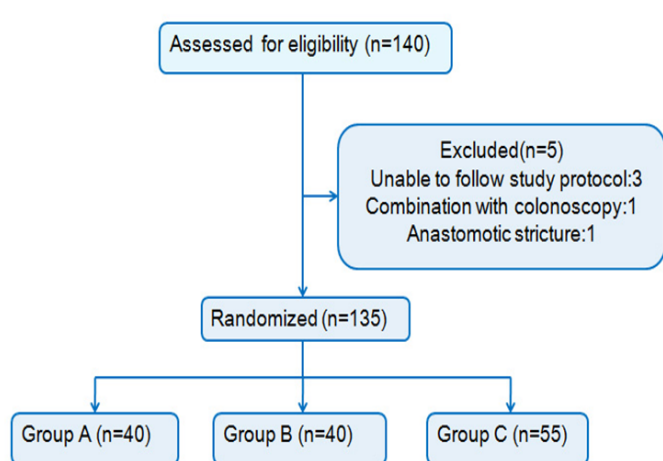 Assessed for eligibility (n=140)
Excluded(n=5)
Unable to follow study protocol:3
Combination with colonoscopy:1
Anastomotic stricture:1
Randomized (n=135)
Group A (n=40)
Group B (n=40)
Group C (n=55)